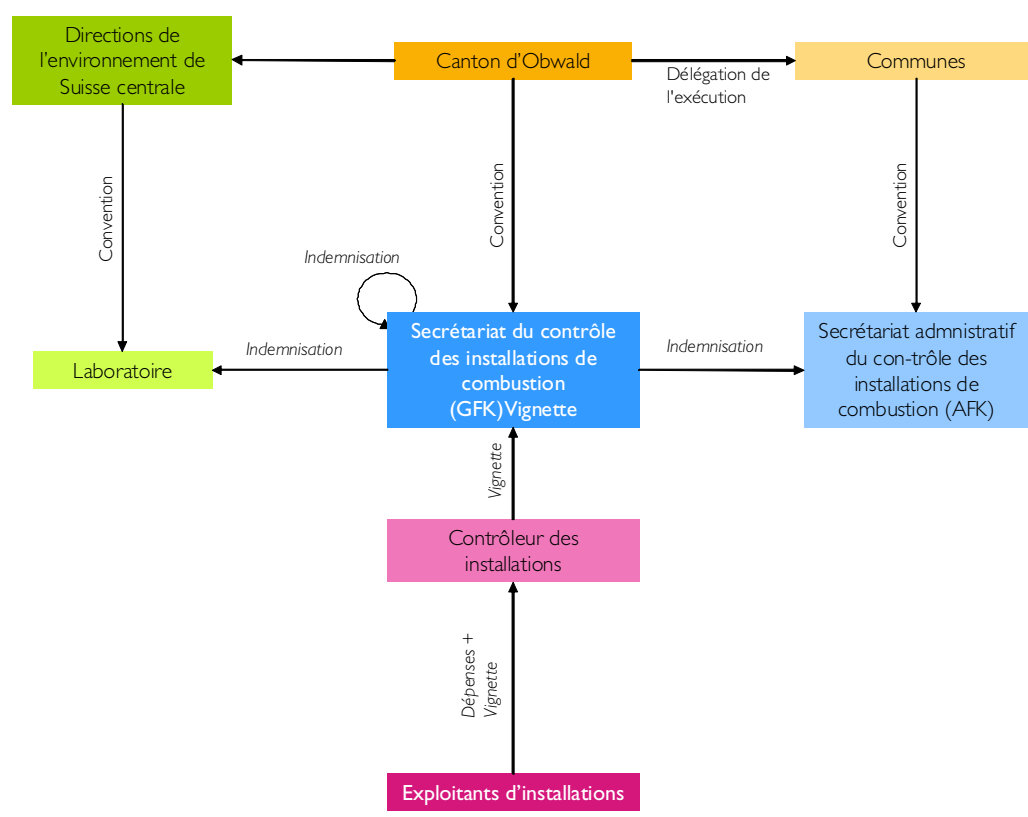 Directions de
l'environnement de
Suisse centrale
Canton d'Obwald
Communes
Délégation de
l'exécution
Convention
Convention
Convention
Indemnisation
Indemnisation
Indemnisation
Laboratoire
Secrétariat du contrôle
des installations de
combustion
(GFK) Vignette
Secrétariat admnistratif
du con-trôle des
installations de
combustion (AFK)
Vignette
Contrôleur des
installations
Dépenses +
Vignette
Exploitants d'installations